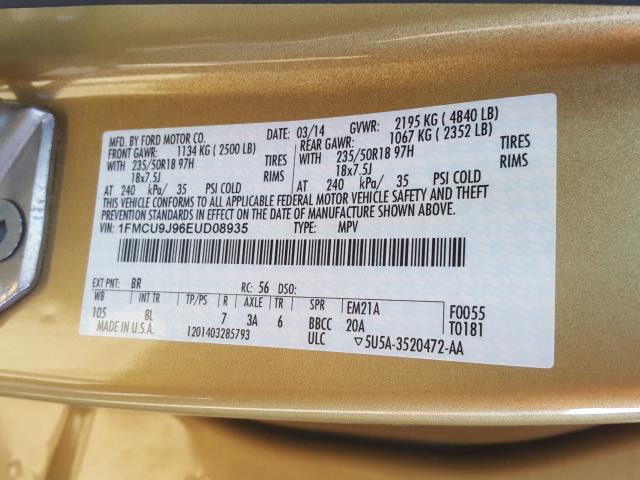 MFD. BY FORD MOTOR CO.
DATE: 03/14 GVWR: 2195 KG ( 4840 LB)
FRONT GAWR: 1134 KG ( 2500 LB) REAR GAWR: 1067 KG ( 2352 LB)
WITH 235/50R18 97H TIRES WITH 235/50R18 97H TIRES
18x7.5J RIMS 18x7.5J RIMS
AT 240 kPa/ 35 PSI COLD AT 240 kPa/ 35 PSI COLD
THIS VEHICLE CONFORMS TO ALL APPLICABLE FEDERAL MOTOR VEHICLE SAFETY AND THEFT
PREVENTION STANDARDS IN EFFECT ON THE DATE OF MANUFACTURE SHOWN ABOVE.
VIN: 1FMCU9J96EUD08935 TYPE: MPV
EXT PNT: BR RC: 56 DSO:
WB INT TR TP/PS R AXLE TR SPR EM21A F0055
105 8L 7 3A 6 BBCC 20A T0181
MADE IN U.S.A. 1201403285793 ULC ▽5U5A-3520472-AA